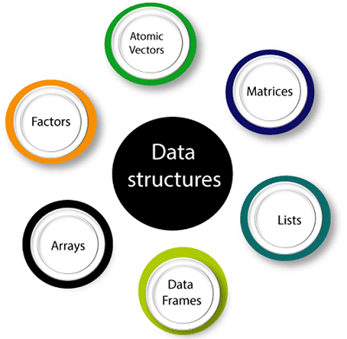 Atomic
Vectors
Matrices
Factors
Data
structures
Lists
Arrays
Data
Frames